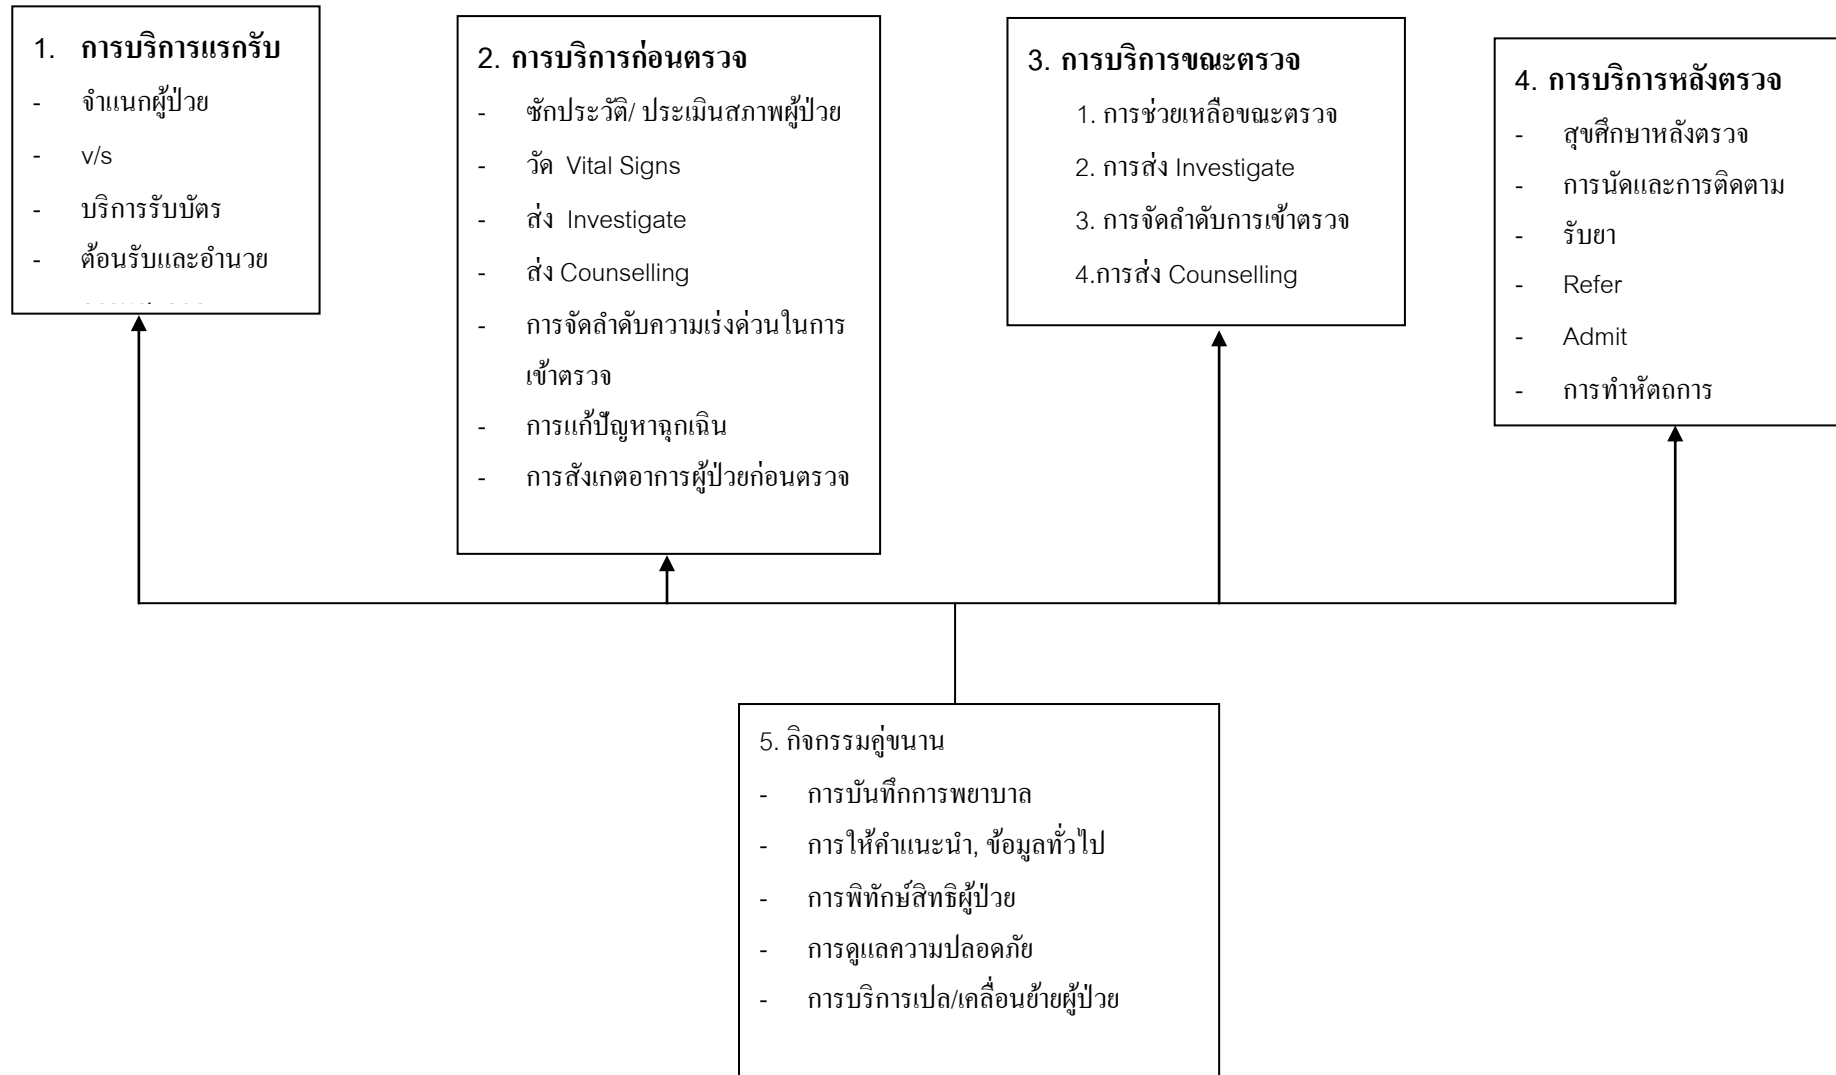 1. การบริการแรกรับ
- จำแนกผู้ป่วย
- v/s
- บริการรับบัตร
- ต้อนรับและอำนวย
2. การบริการก่อนตรวจ
- ซักประวัติ/ ประเมินสภาพผู้ป่วย
- วัด Vital Signs
- ส่ง Investigate
- ส่ง Counselling
- การจัดลำดับความเร่งด่วนในการ
เข้าตรวจ
- การแก้ปัญหาฉุกเฉิน
- การสังเกตอาการผู้ป่วยก่อนตรวจ
3. การบริการขณะตรวจ
1. การช่วยเหลือขณะตรวจ
2. การส่ง Investigate
3. การจัดลำดับการเข้าตรวจ
4.การส่ง Counselling
4. การบริการหลังตรวจ
- สุขศึกษาหลังตรวจ
- การนัดและการติดตาม
- รับยา
- Refer
- Admit
- การทำหัตถการ
5. กิจกรรมคู่ขนาน
- การบันทึกการพยาบาล
- การให้คำแนะนำ, ข้อมูลทั่วไป
- การพิทักษ์สิทธิผู้ป่วย
- การดูแลความปลอดภัย
- การบริการเปล/เคลื่อนย้ายผู้ป่วย